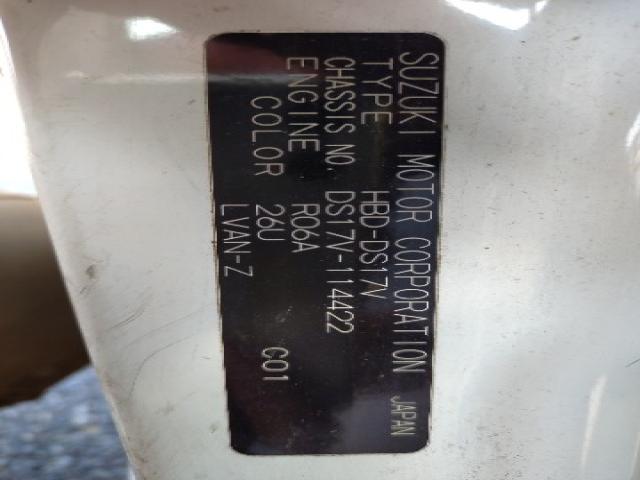 SUZUKI MOTOR CORPORATION JAPAN
TYPE HBD-DS17V
CHASSIS NO. DS17V-114422
ENGINE R06A
COLOR 26U C01
LVAN-Z